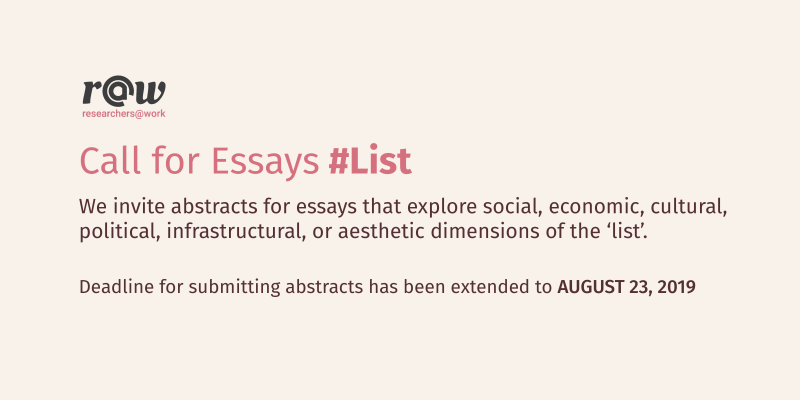 r@w
researchers@work
Call for Essays #List
We invite abstracts for essays that explore social, economic, cultural,
political, infrastructural, or aesthetic dimensions of the ‘list’.
Deadline for submitting abstracts has been extended to AUGUST 23, 2019